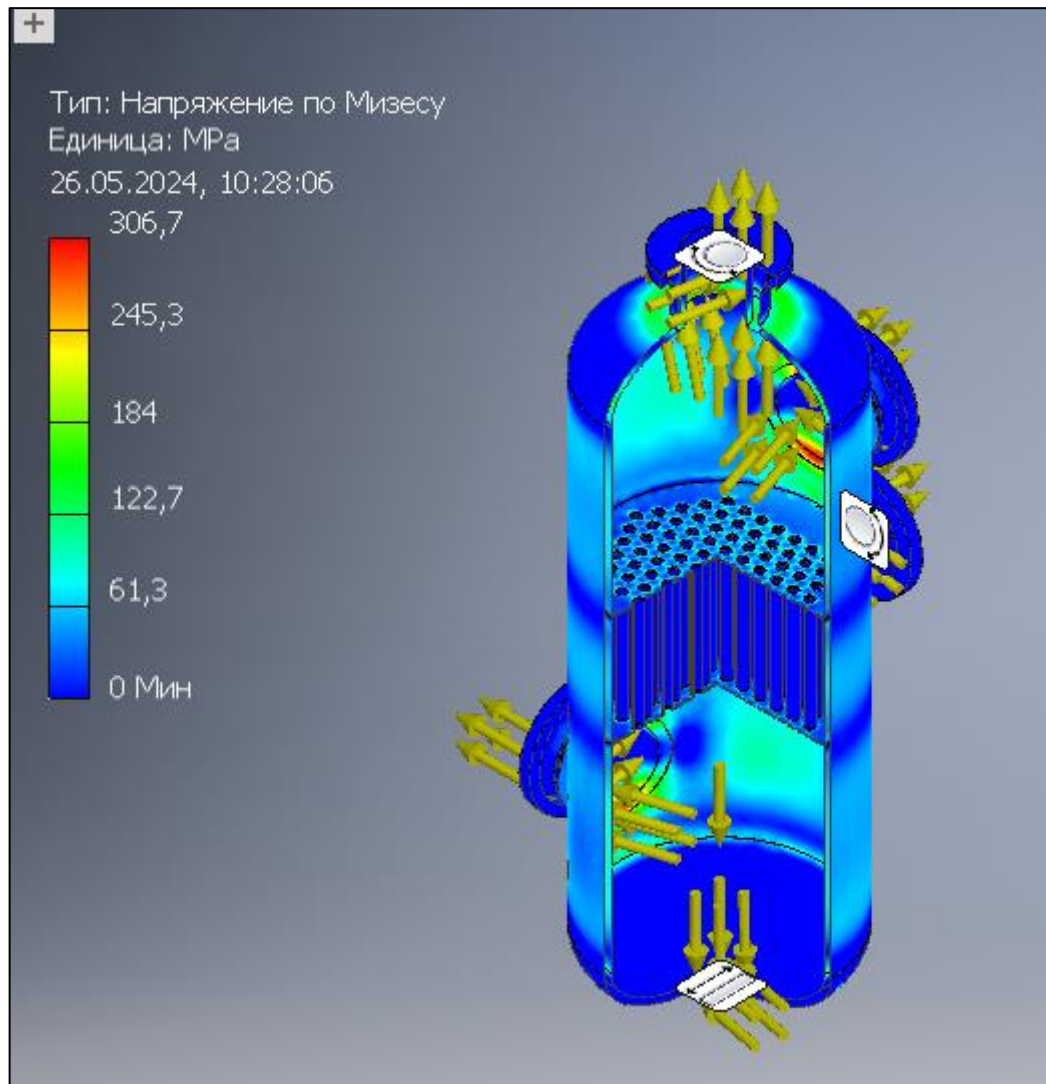 Тип: Напряжение по Мизесу
Единица: MPa
26.05.2024, 10:28:06
306,7
245,3
184
122,7
61,3
0 Мин